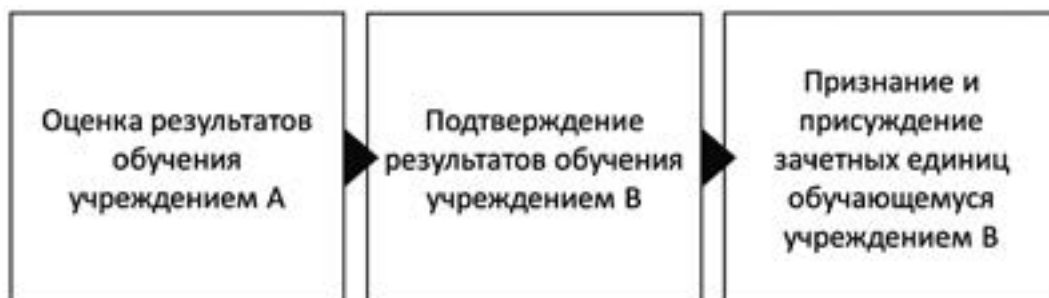 Оценка результатов
обучения
учреждением А
Подтверждение
результатов обучения
учреждением В
Признание и
присуждение
зачетных единиц
обучающемуся
учреждением В